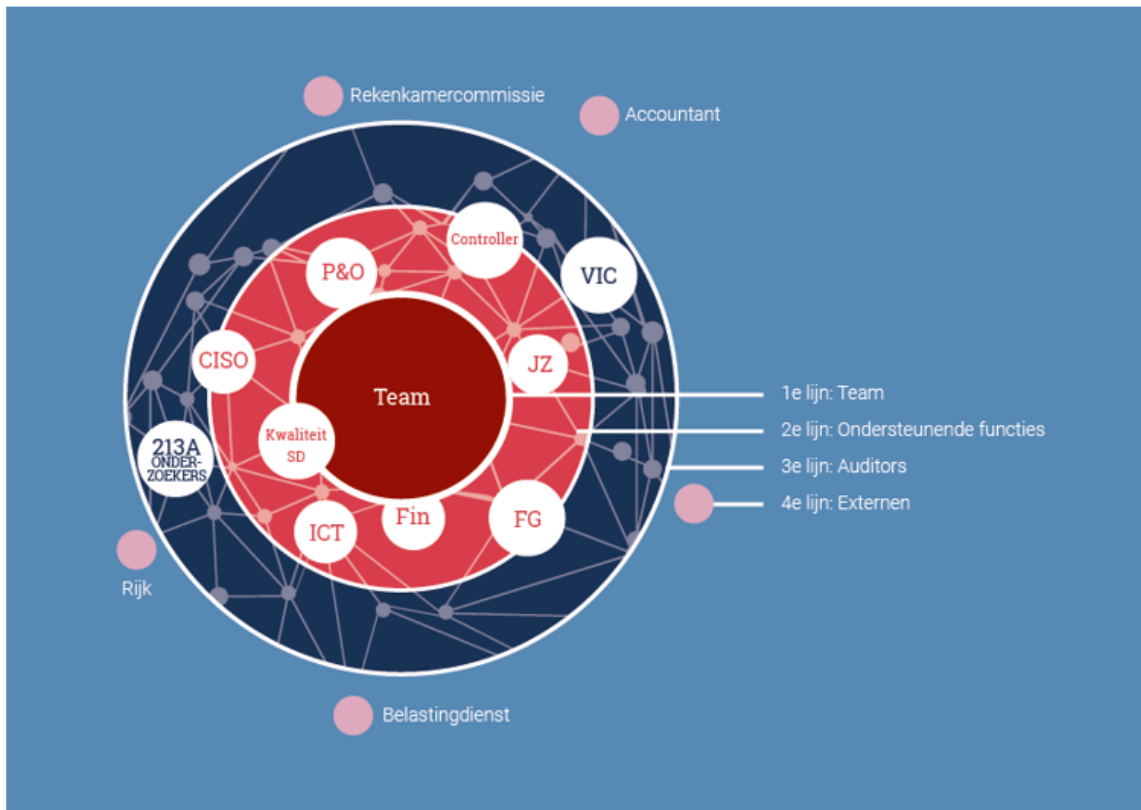 Rekenkamercommissie
Accountant
Controller
P&O
VIC
CISO
JZ
Team
1e lijn: Team
Kwaliteit
SD
2e lijn: Ondersteunende functies
213A
ONDER-
ZOEKERS
3e lijn: Auditors
4e lijn: Externen
ICT
Fin
FG
Rijk
Belastingdienst